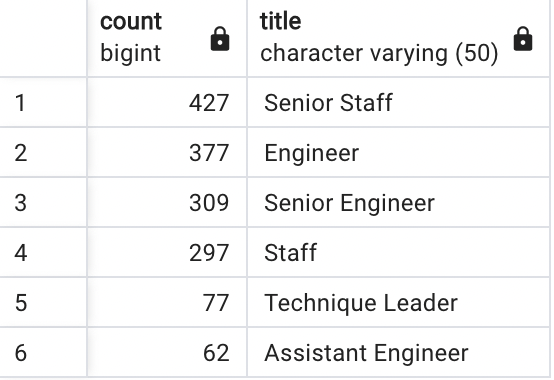 count title
bigint character varying (50)
1 427 Senior Staff
2 377 Engineer
3 309 Senior Engineer
4 297 Staff
5 77 Technique Leader
6 62 Assistant Engineer